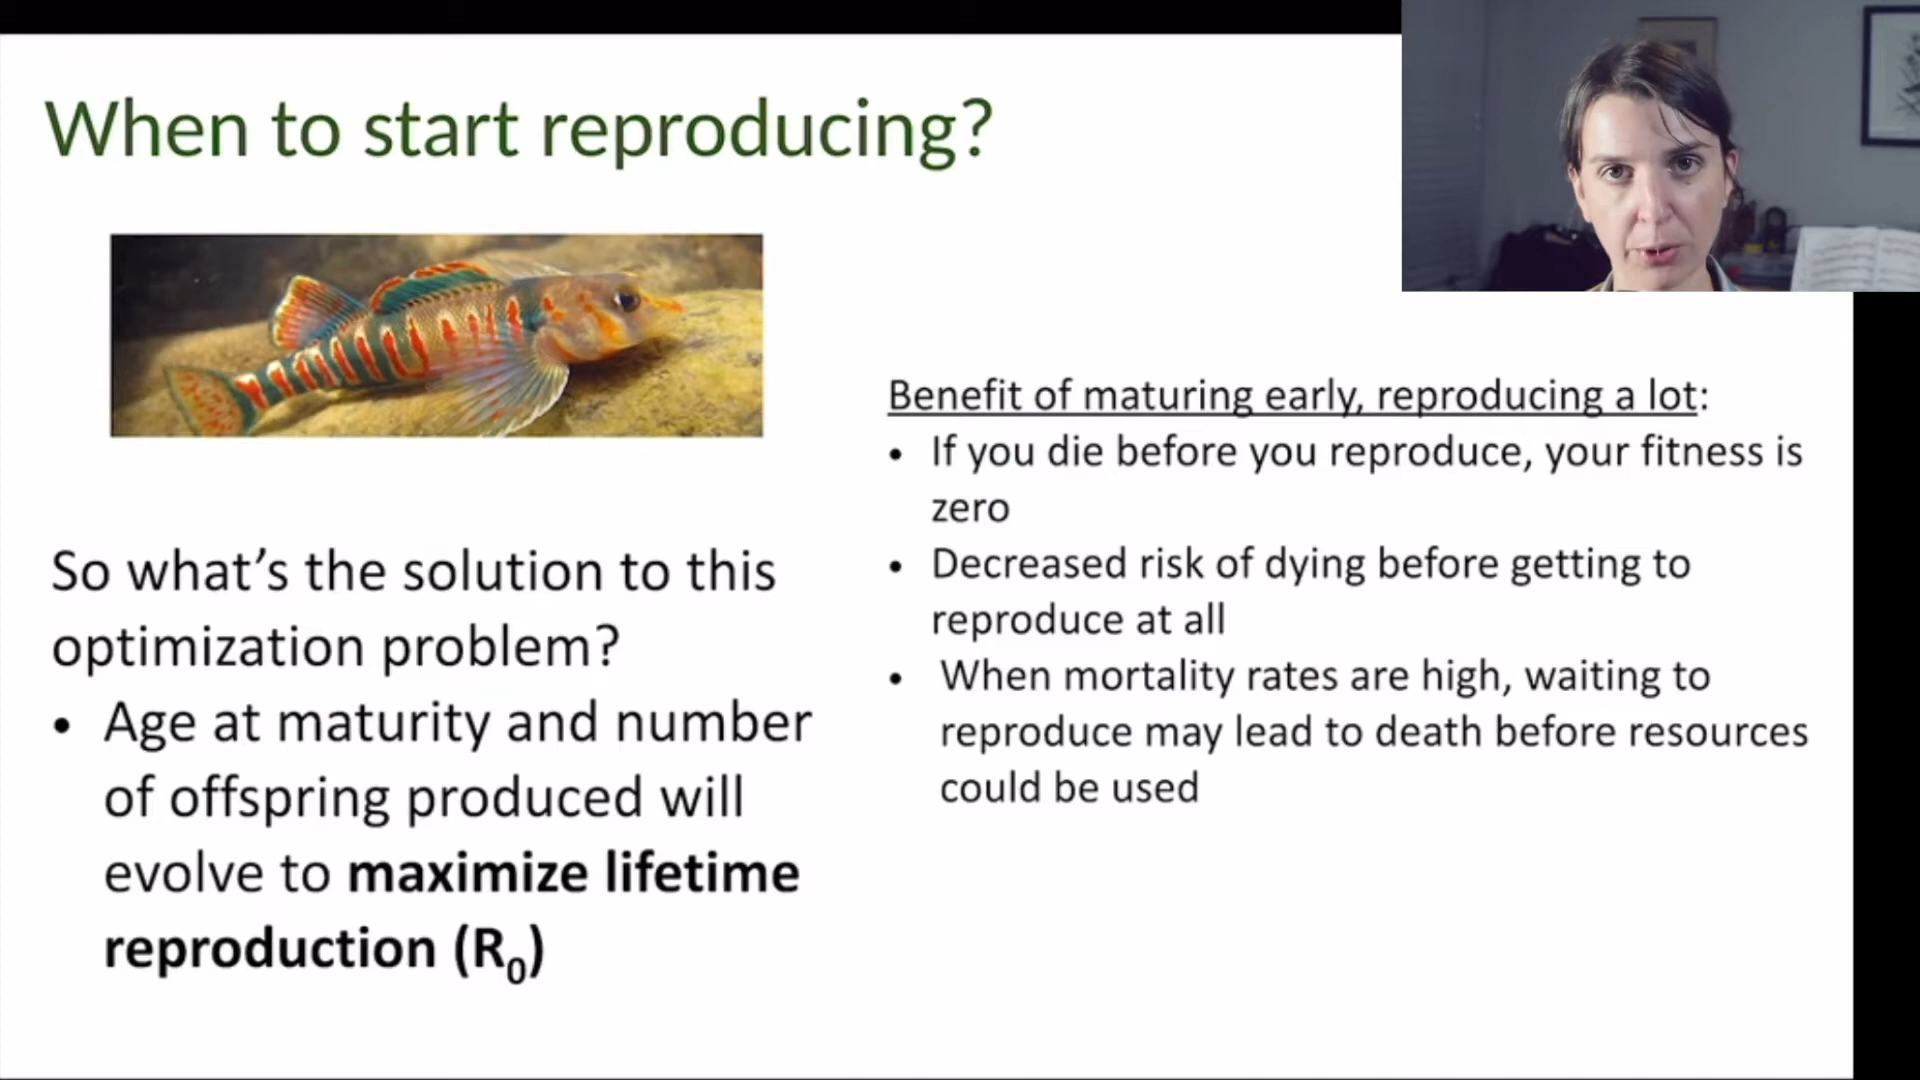 When to start reproducing?
So what’s the solution to this
optimization problem?
• Age at maturity and number
of offspring produced will
evolve to maximize lifetime
reproduction (R₀)
Benefit of maturing early, reproducing a lot:
• If you die before you reproduce, your fitness is
zero
• Decreased risk of dying before getting to
reproduce at all
• When mortality rates are high, waiting to
reproduce may lead to death before resources
could be used